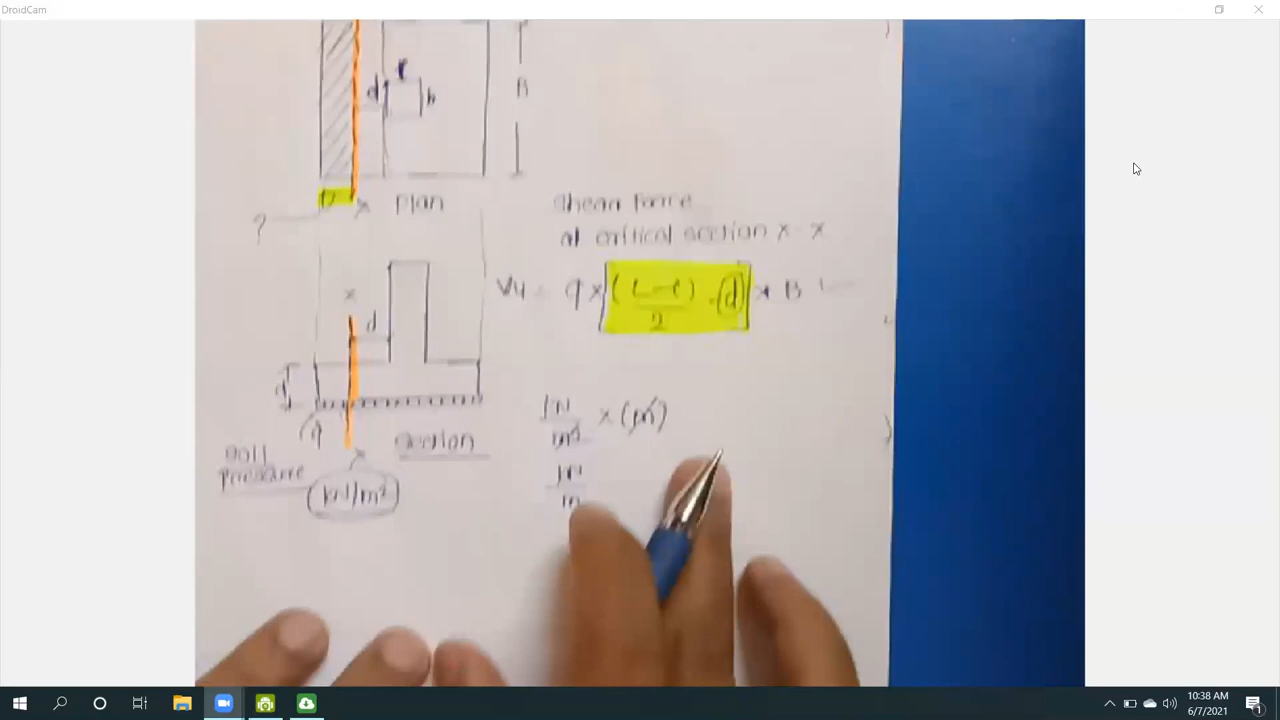 DroidCam
B
d
b
? x Plan
Shear Force
at critical section x-x
Vu = q x (L-l)/2 -(d) x B
x
d
d
q
Soil
pressure
x
Section
kN/m²
kN/m² x (m)
kN/m
10:38 AM
6/7/2021